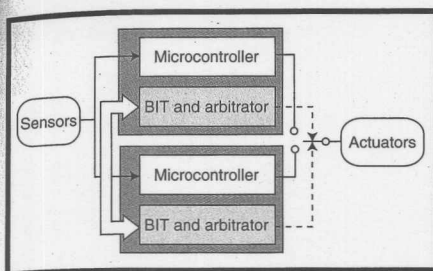 Sensors
Microcontroller
BIT and arbitrator
Microcontroller
BIT and arbitrator
Actuators